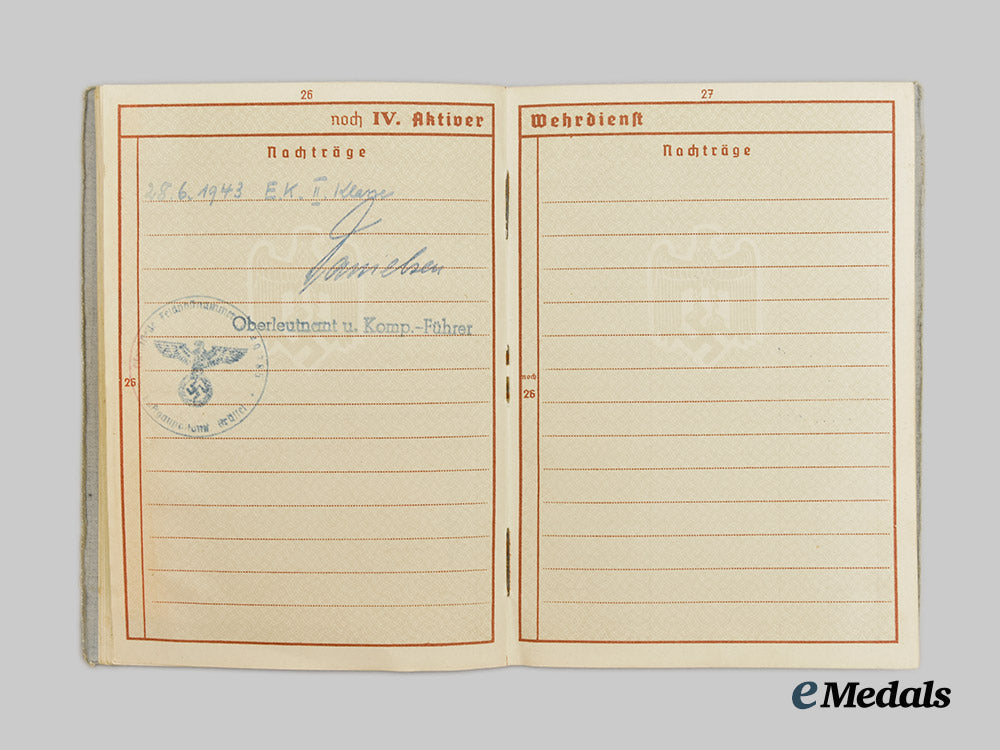 26
noch IV. Aktiver
Nachträge
28.6.1943 E.K. II. Klasse
Oberleutnant u. Komp.-Führer
Feldpostnummer
26
27
Wehrdienst
Nachträge
noch
26
eMedals